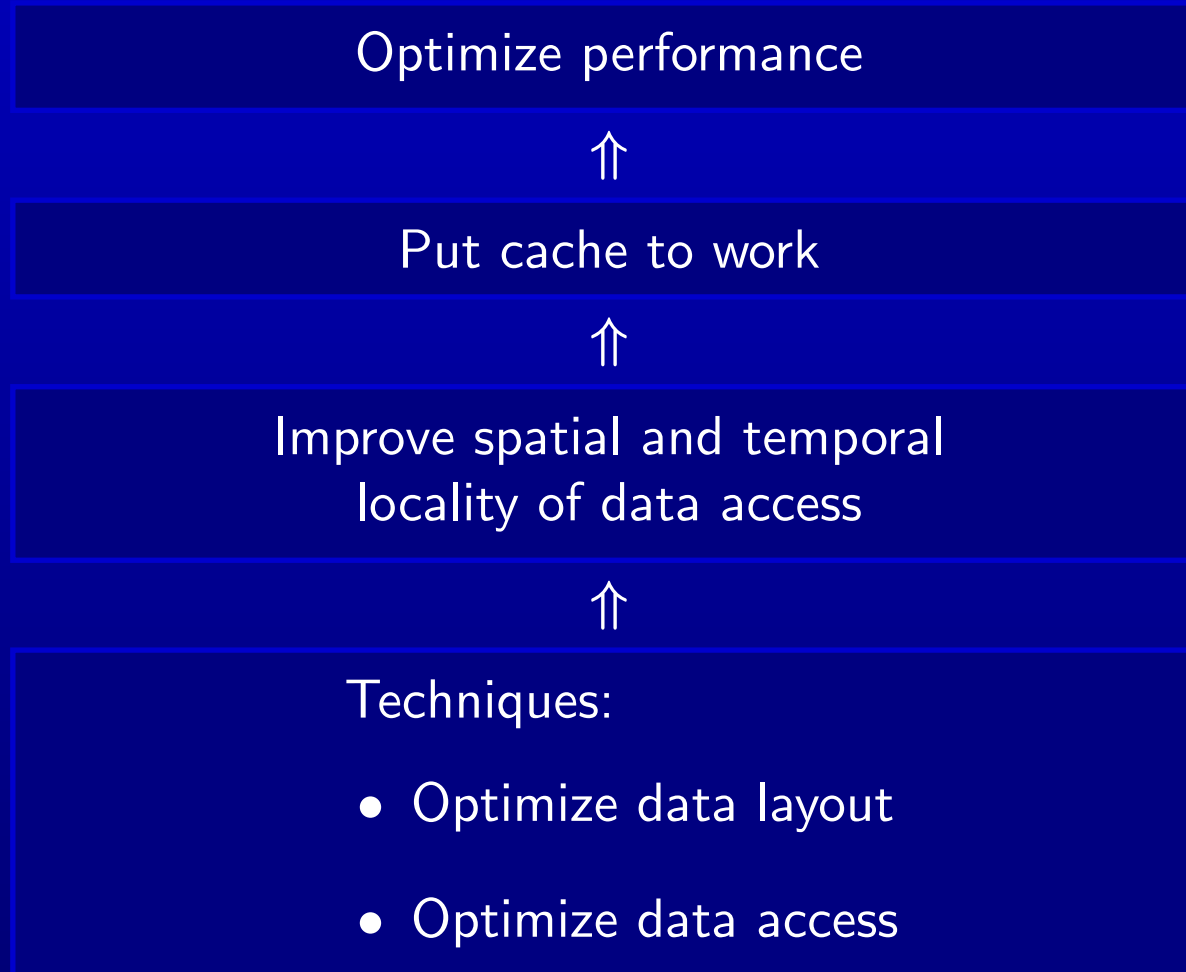 Optimize performance
⇑
Put cache to work
⇑
Improve spatial and temporal
locality of data access
⇑
Techniques:
• Optimize data layout
• Optimize data access